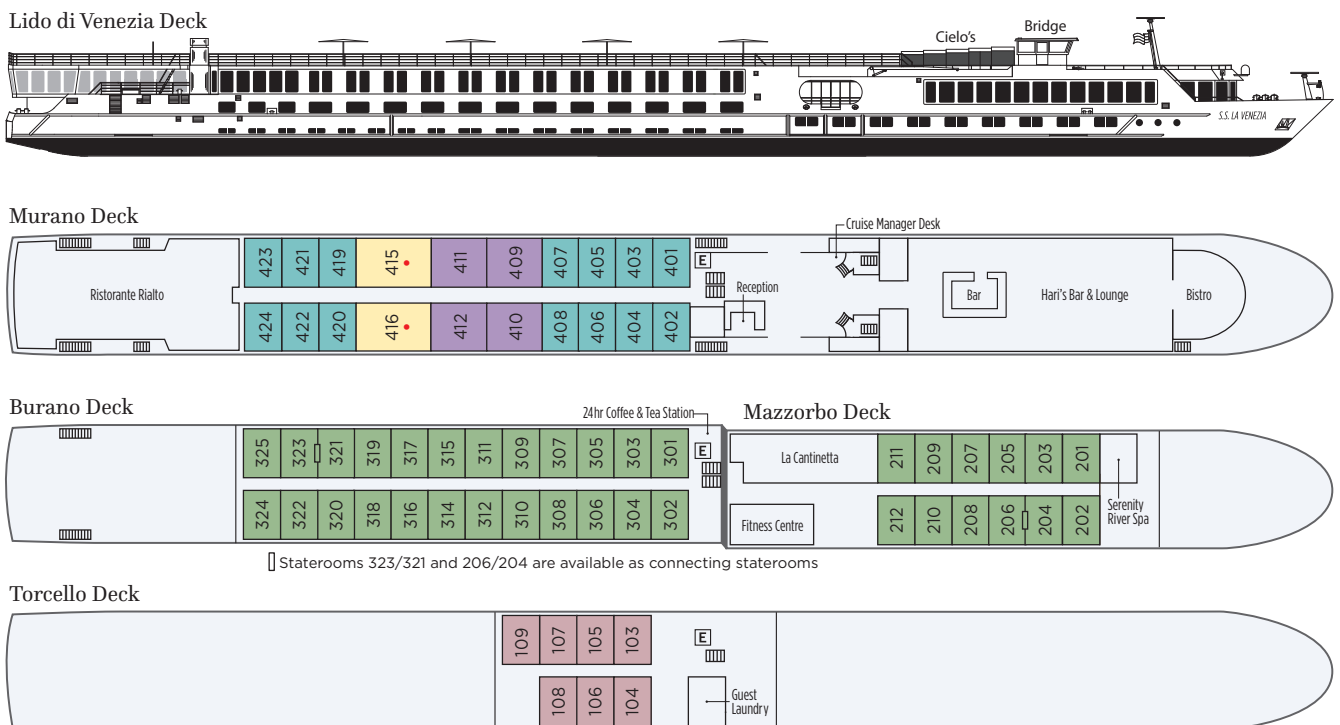 Lido di Venezia Deck
Cielo's
Bridge
S.S. LA VENEZIA
Murano Deck
Cruise Manager Desk
423 421 419 415 411 409 407 405 403 401
E
Ristorante Rialto
Reception
Bar
Hari's Bar & Lounge
Bistro
424 422 420 416 412 410 408 406 404 402
Burano Deck
24hr Coffee & Tea Station
325 323 321 319 317 315 311 309 307 305 303 301
E
324 322 320 318 316 314 312 310 308 306 304 302
Mazzorbo Deck
La Cantinetta
211 209 207 205 203 201
Fitness Centre
212 210 208 206 204 202
Serenity
River Spa
Staterooms 323/321 and 206/204 are available as connecting staterooms
Torcello Deck
109 107 105 103
E
108 106 104
Guest
Laundry